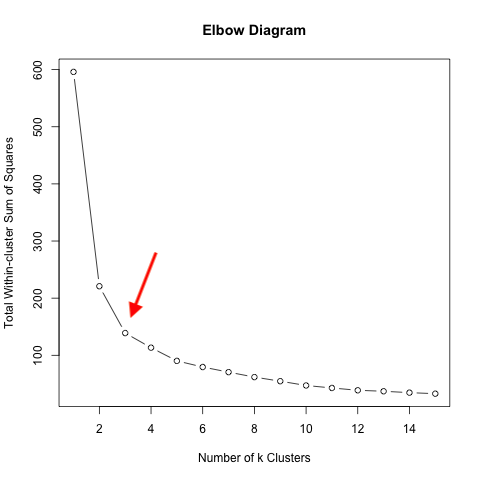 Elbow Diagram
Total Within-cluster Sum of Squares
600
500
400
300
200
100
2 4 6 8 10 12 14
Number of k Clusters